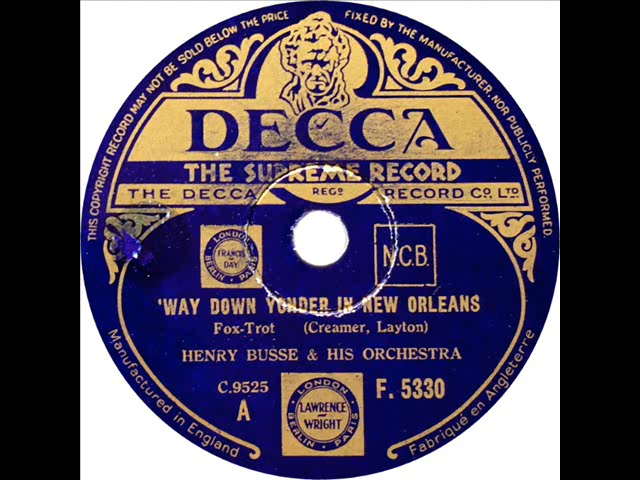 THIS COPYRIGHT RECORD MAY NOT BE SOLD BELOW THE PRICE FIXED BY THE MANUFACTURER, NOR PUBLICLY PERFORMED.
DECCA
THE SUPREME RECORD
THE DECCA REGD RECORD CO, LTD
LONDON
FRANCIS
DAY
BERLIN PARIS
N.C.B.
'WAY DOWN YONDER IN NEW ORLEANS
Fox-Trot (Creamer, Layton)
HENRY BUSSE & HIS ORCHESTRA
C.9525
A
F. 5330
LONDON
LAWRENCE
WRIGHT
BERLIN PARIS
Manufactured in England
Fabriqué en Angleterre